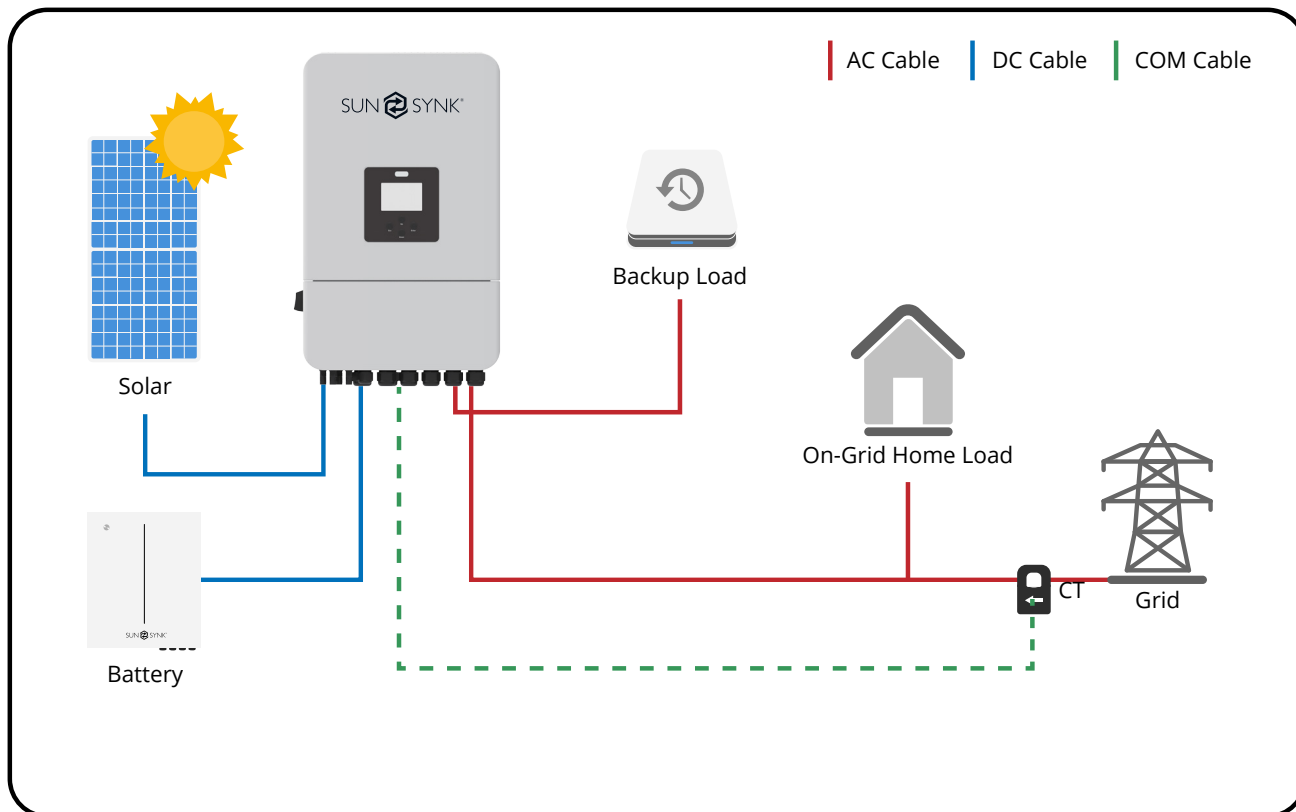 AC Cable
DC Cable
COM Cable
SUN SYNK
Backup Load
Solar
On-Grid Home Load
CT
Grid
SUN SYNK
Battery